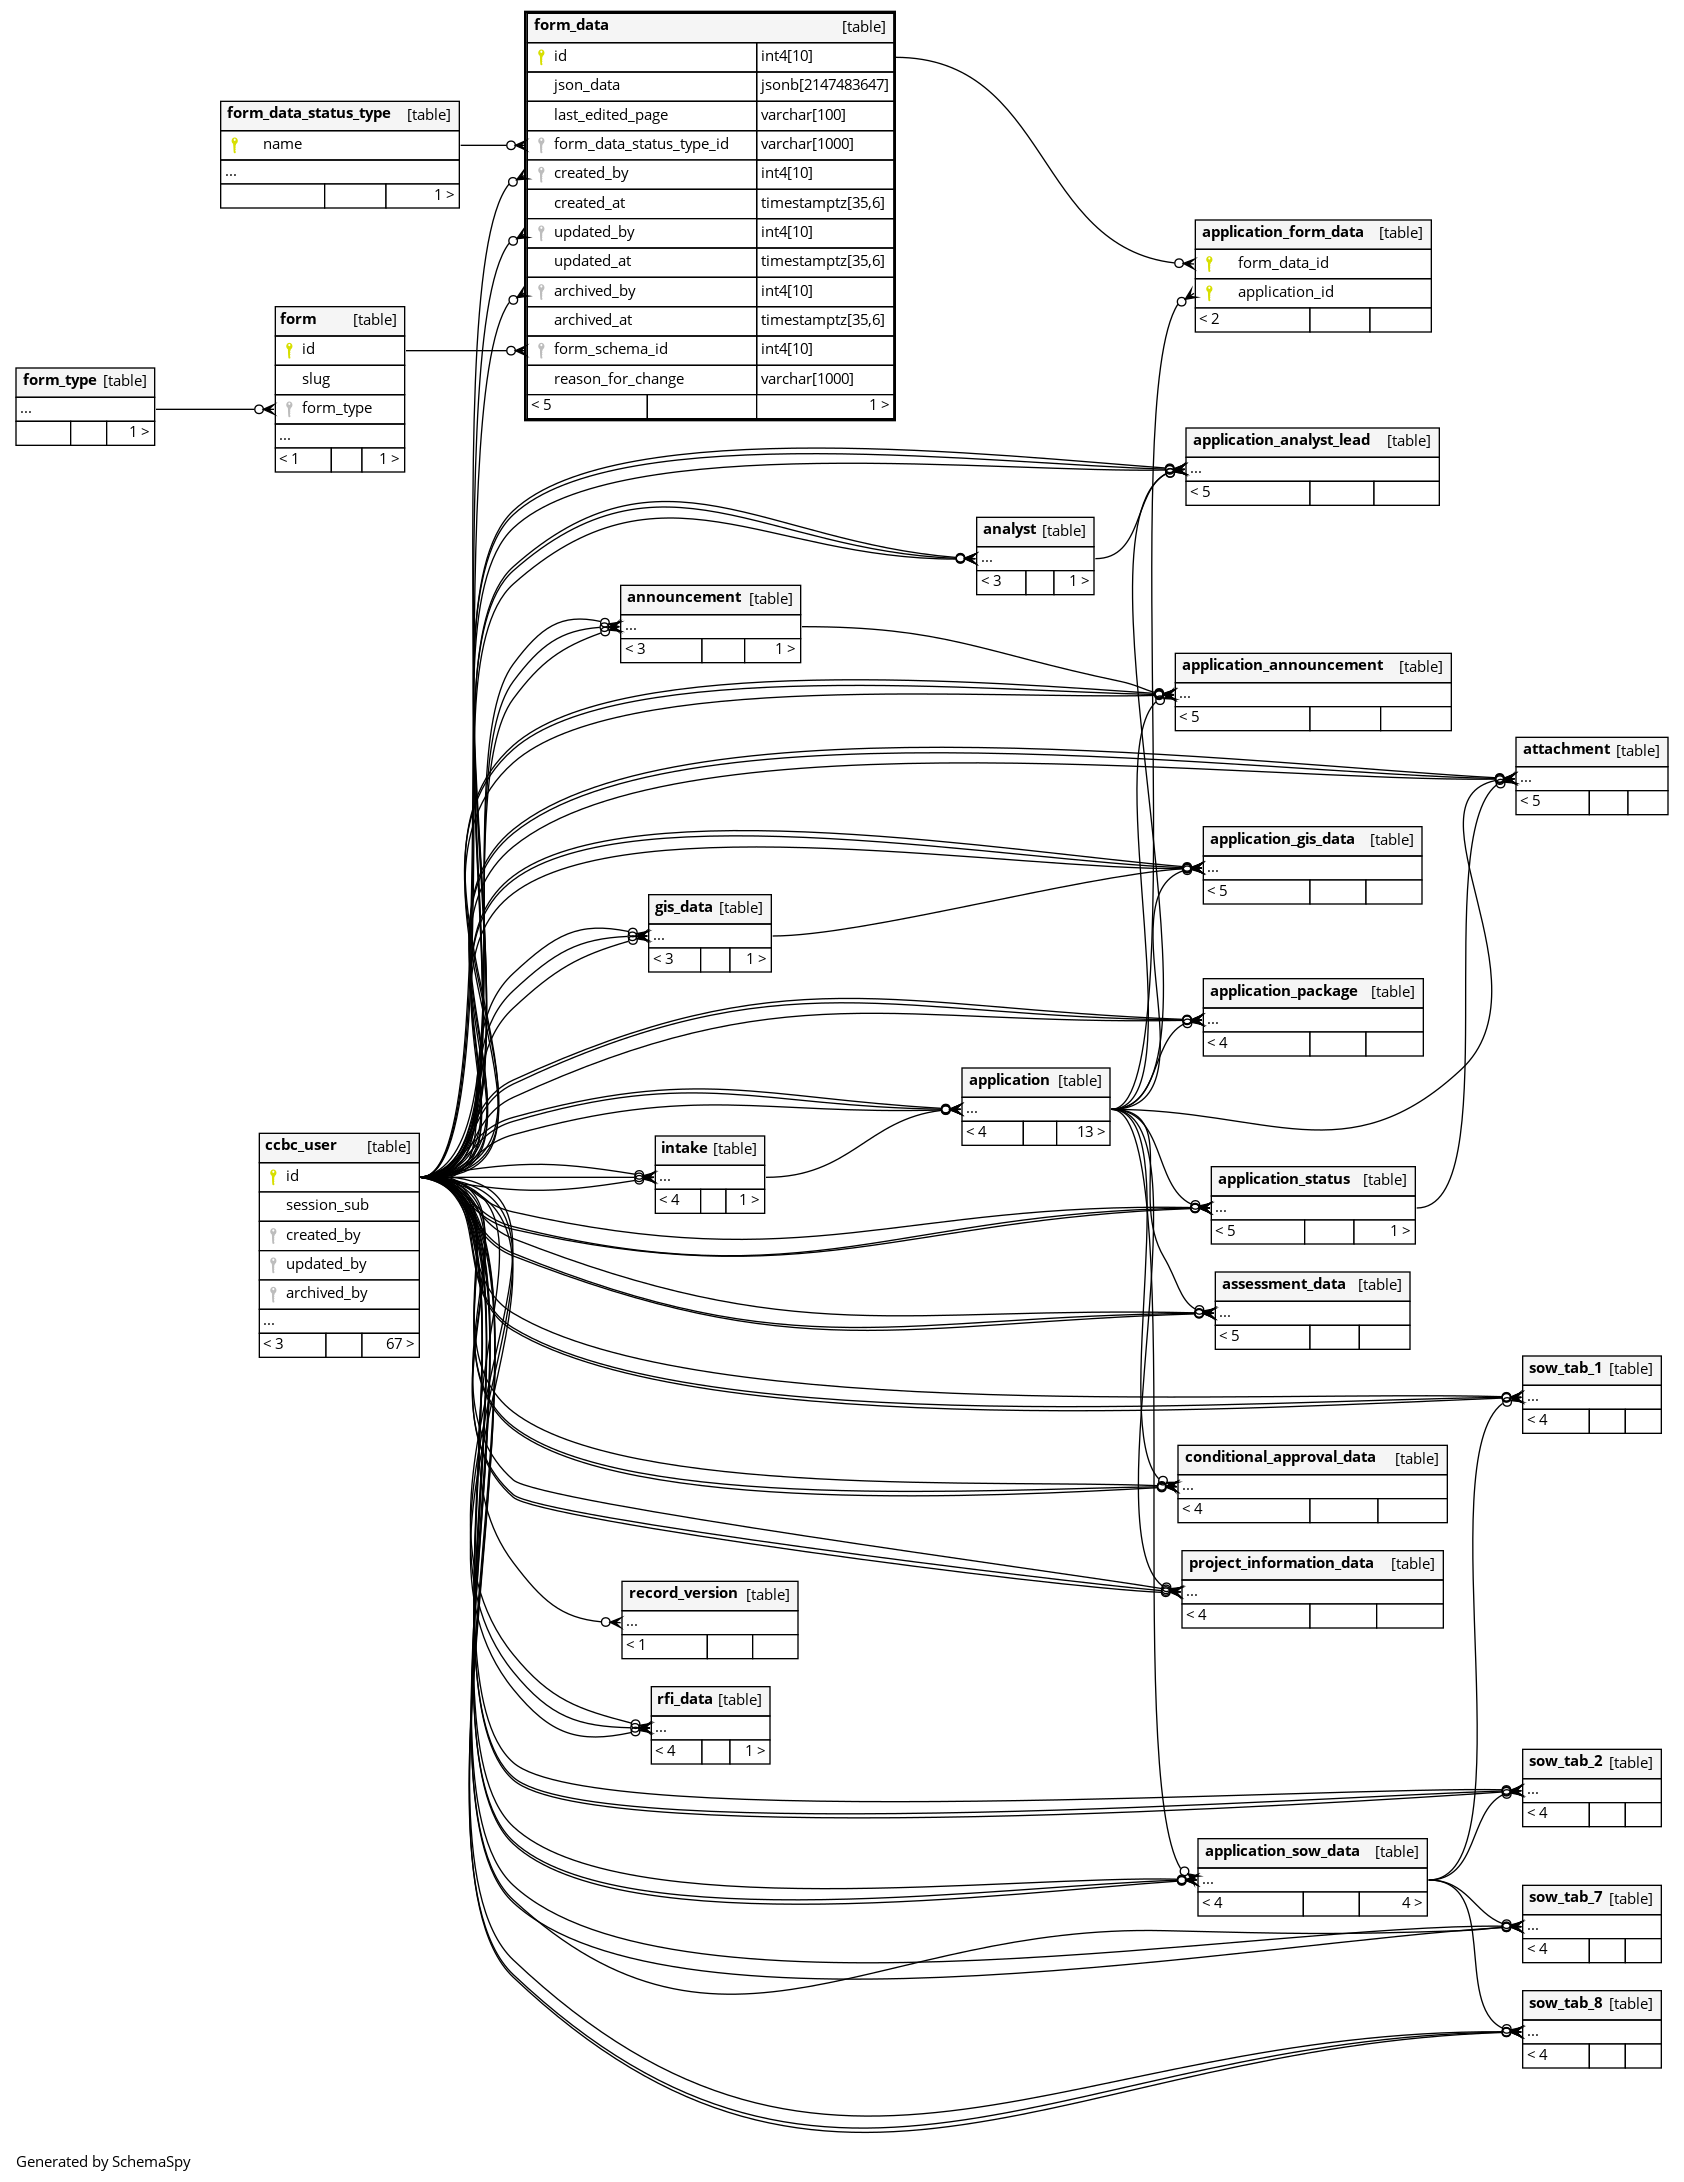 form_data [table]
id int4[10]
json_data jsonb[2147483647]
last_edited_page varchar[100]
form_data_status_type_id varchar[1000]
created_by int4[10]
created_at timestamptz[35,6]
updated_by int4[10]
updated_at timestamptz[35,6]
archived_by int4[10]
archived_at timestamptz[35,6]
form_schema_id int4[10]
reason_for_change varchar[1000]
< 5 1 >
form_data_status_type [table]
name
...
1 >
application_form_data [table]
form_data_id
application_id
< 2
form [table]
id
slug
form_type
...
< 1 1 >
form_type [table]
...
1 >
application_analyst_lead [table]
...
< 5
analyst [table]
...
< 3 1 >
announcement [table]
...
< 3 1 >
application_announcement [table]
...
< 5
attachment [table]
...
< 5
application_gis_data [table]
...
< 5
gis_data [table]
...
< 3 1 >
application_package [table]
...
< 4
application [table]
...
< 4 13 >
ccbc_user [table]
id
session_sub
created_by
updated_by
archived_by
...
< 3 67 >
intake [table]
...
< 4 1 >
application_status [table]
...
< 5 1 >
assessment_data [table]
...
< 5
sow_tab_1 [table]
...
< 4
conditional_approval_data [table]
...
< 4
project_information_data [table]
...
< 4
record_version [table]
...
< 1
rfi_data [table]
...
< 4 1 >
sow_tab_2 [table]
...
< 4
application_sow_data [table]
...
< 4 4 >
sow_tab_7 [table]
...
< 4
sow_tab_8 [table]
...
< 4
Generated by SchemaSpy